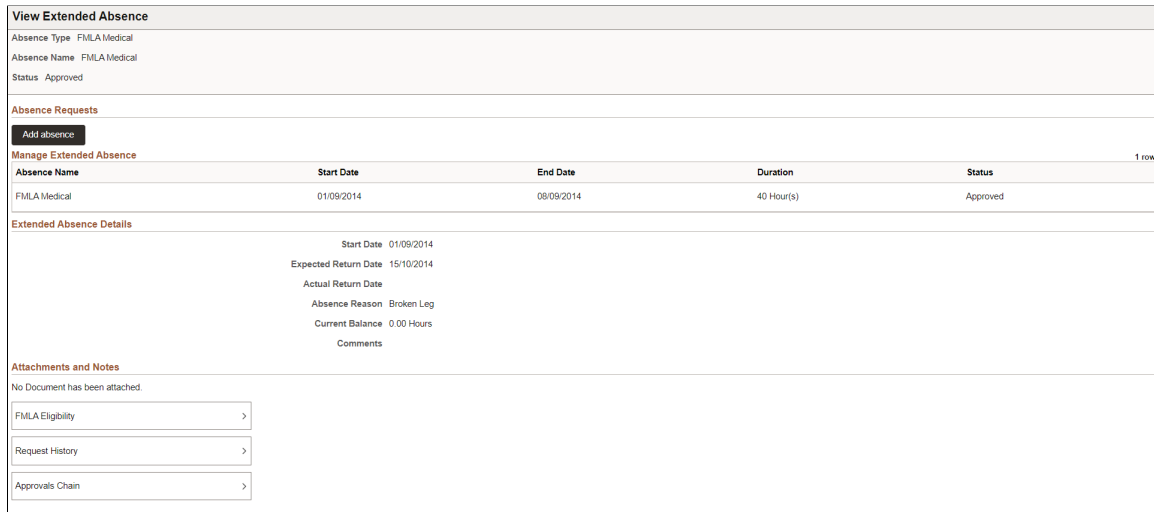 View Extended Absence
Absence Type FMLA Medical
Absence Name FMLA Medical
Status Approved
Absence Requests
Add absence
Manage Extended Absence 1 row
Absence Name Start Date End Date Duration Status
FMLA Medical 01/09/2014 08/09/2014 40 Hour(s) Approved
Extended Absence Details
Start Date 01/09/2014
Expected Return Date 15/10/2014
Actual Return Date
Absence Reason Broken Leg
Current Balance 0.00 Hours
Comments
Attachments and Notes
No Document has been attached.
FMLA Eligibility
Request History
Approvals Chain